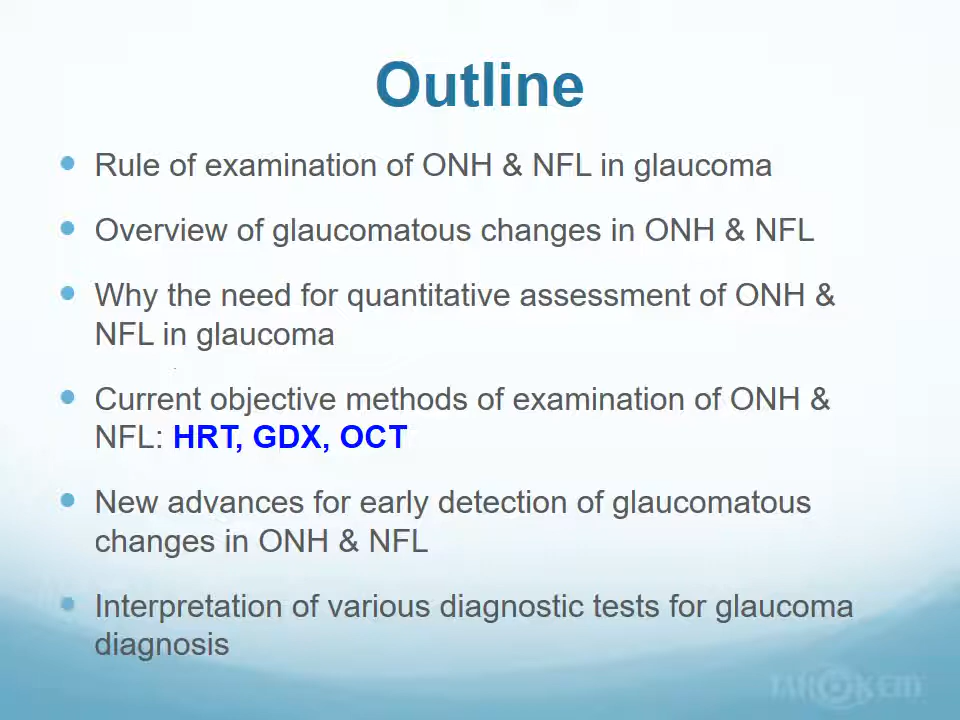 Outline
Rule of examination of ONH & NFL in glaucoma
Overview of glaucomatous changes in ONH & NFL
Why the need for quantitative assessment of ONH &
NFL in glaucoma
Current objective methods of examination of ONH &
NFL: HRT, GDX, OCT
New advances for early detection of glaucomatous
changes in ONH & NFL
Interpretation of various diagnostic tests for glaucoma
diagnosis